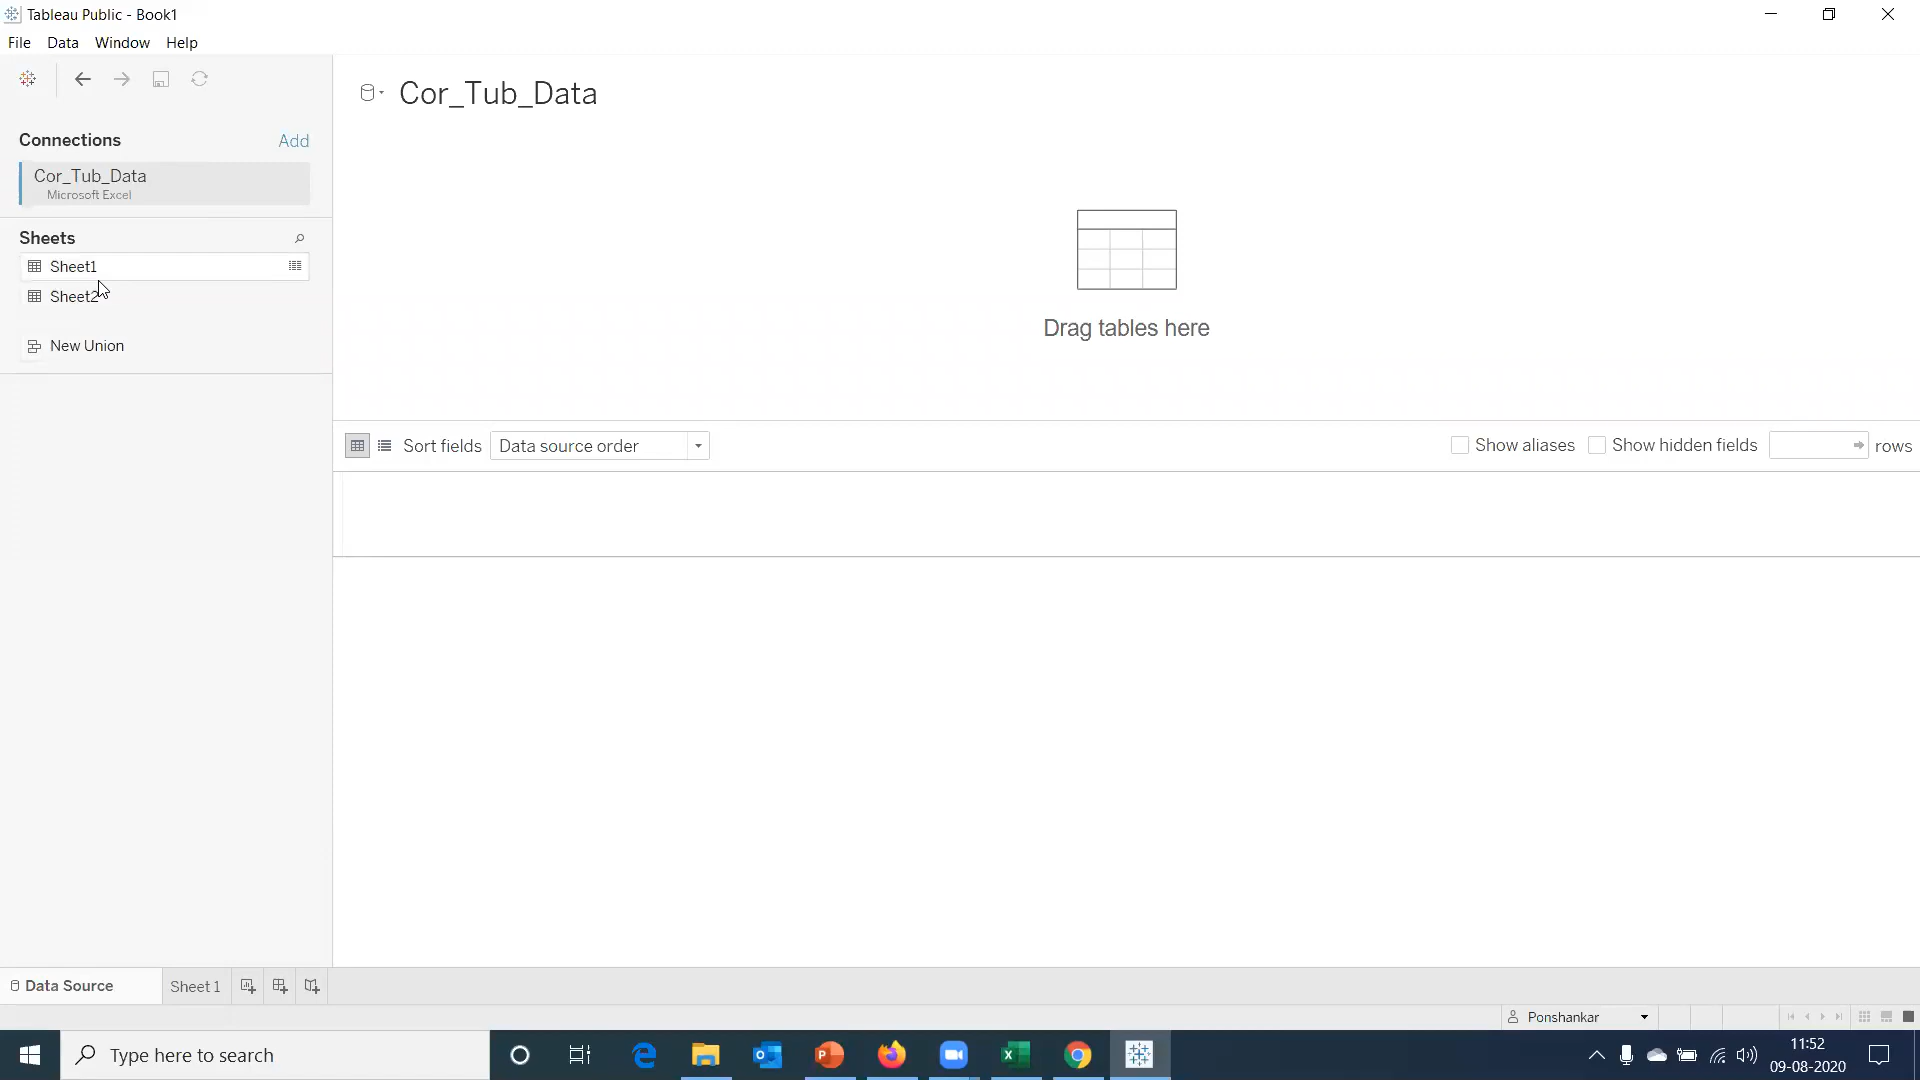 Tableau Public - Book1
File Data Window Help
Cor_Tub_Data
Connections Add
Cor_Tub_Data
Microsoft Excel
Sheets
Sheet1
Sheet2
New Union
Drag tables here
Sort fields Data source order Show aliases Show hidden fields rows
Data Source Sheet 1
Ponshankar
Type here to search
11:52
09-08-2020